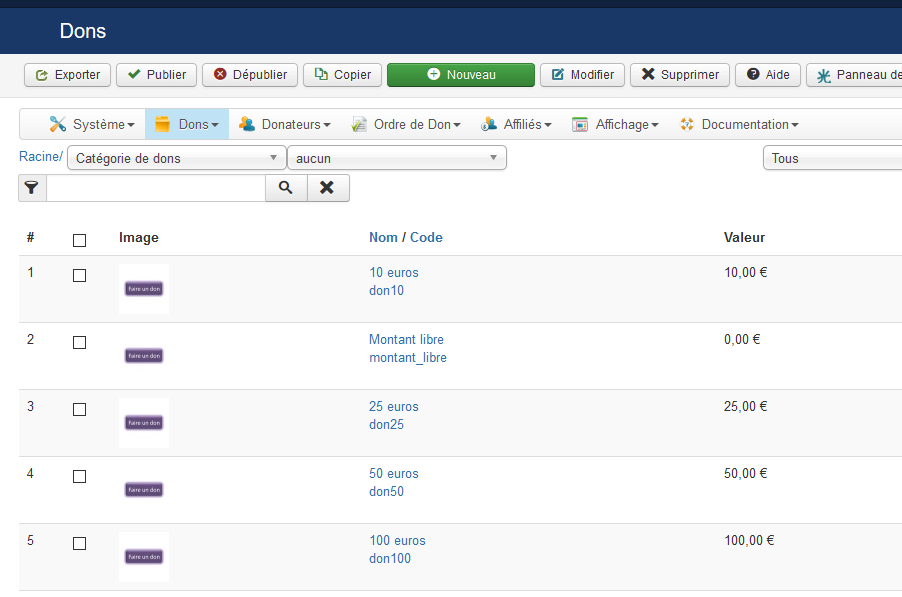 Dons
Exporter Publier Dépublier Copier Nouveau Modifier Supprimer Aide Panneau de
Système Dons Donateurs Ordre de Don Affiliés Affichage Documentation
Racine/ Catégorie de dons aucun Tous
# Image Nom / Code Valeur
1 faire un don 10 euros 10,00 €
don10
2 faire un don Montant libre 0,00 €
montant_libre
3 faire un don 25 euros 25,00 €
don25
4 faire un don 50 euros 50,00 €
don50
5 faire un don 100 euros 100,00 €
don100